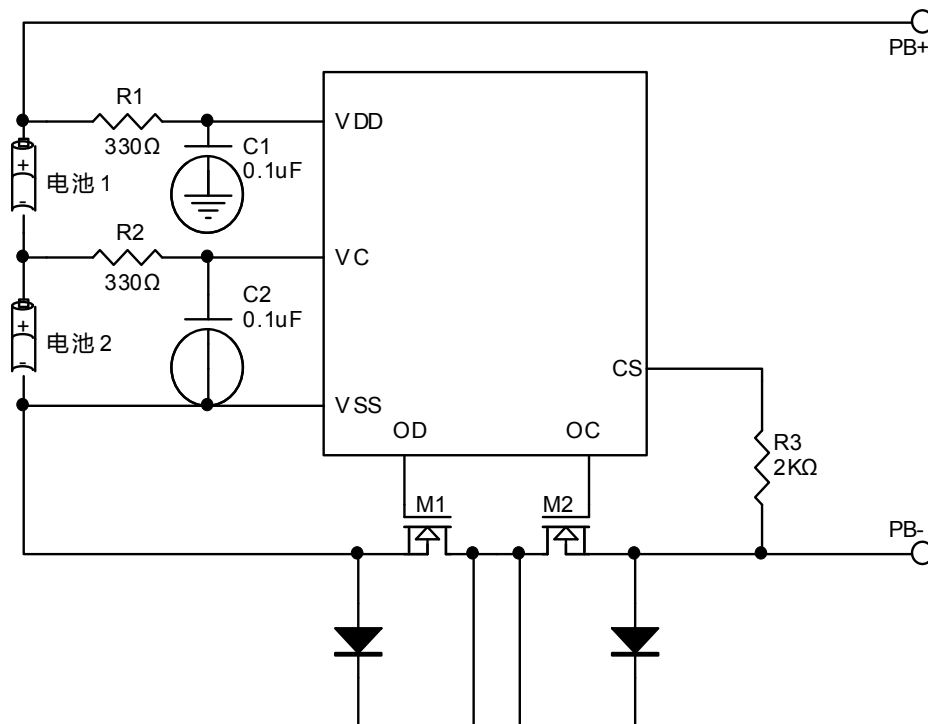 PB+
R1
330Ω
VDD
C1
0.1uF
+
-
电池1
R2
330Ω
VC
C2
0.1uF
+
-
电池2
CS
VSS
OD
OC
R3
2KΩ
M1
M2
PB-